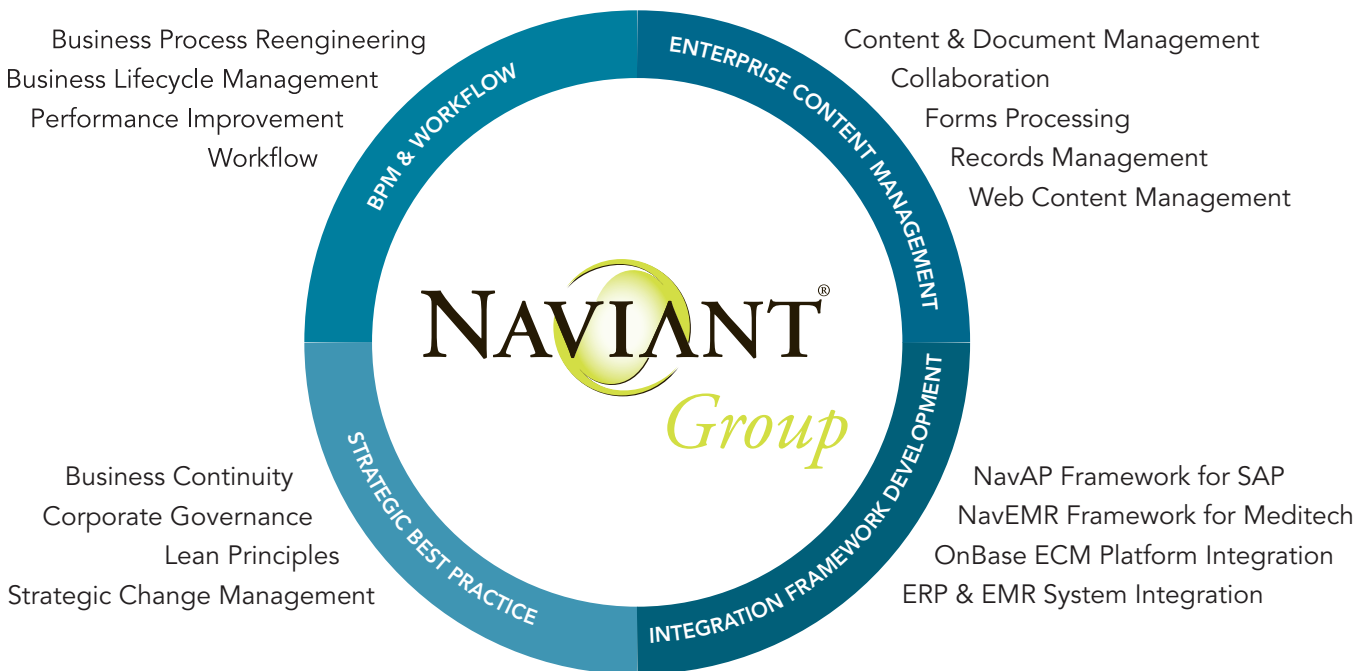 Business Process Reengineering
Business Lifecycle Management
Performance Improvement
Workflow
BPM & WORKFLOW
ENTERPRISE CONTENT MANAGEMENT
Content & Document Management
Collaboration
Forms Processing
Records Management
Web Content Management
NAVIANT®
Group
Business Continuity
Corporate Governance
Lean Principles
Strategic Change Management
STRATEGIC BEST PRACTICE
INTEGRATION FRAMEWORK DEVELOPMENT
NavAP Framework for SAP
NavEMR Framework for Meditech
OnBase ECM Platform Integration
ERP & EMR System Integration